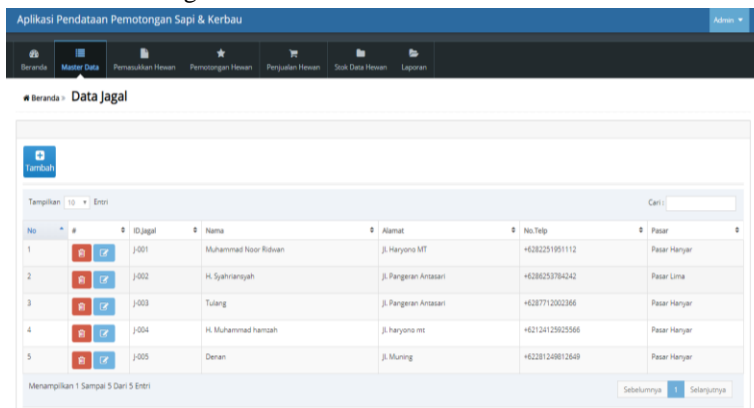 Aplikasi Pendataan Pemotongan Sapi & Kerbau
Admin
Beranda Master Data Pemasukkan Hewan Pemotongan Hewan Penjualan Hewan Stok Data Hewan Laporan
Beranda » Data Jagal
Tambah
Tampilkan 10 Entri Cari :
No # ID.Jagal Nama Alamat No.Telp Pasar
1 J-001 Muhammad Noor Ridwan Jl. Haryono MT +6282251951112 Pasar Hanyar
2 J-002 H. Syahriansyah Jl. Pangeran Antasari +6286253784242 Pasar Lima
3 J-003 Tulang Jl. Pangeran Antasari +6287712002366 Pasar Hanyar
4 J-004 H. Muhammad hamzah Jl. haryono mt +62124125925566 Pasar Hanyar
5 J-005 Denan Jl. Muning +62281249812649 Pasar Hanyar
Menampilkan 1 Sampai 5 Dari 5 Entri
Sebelumnya 1 Selanjutnya